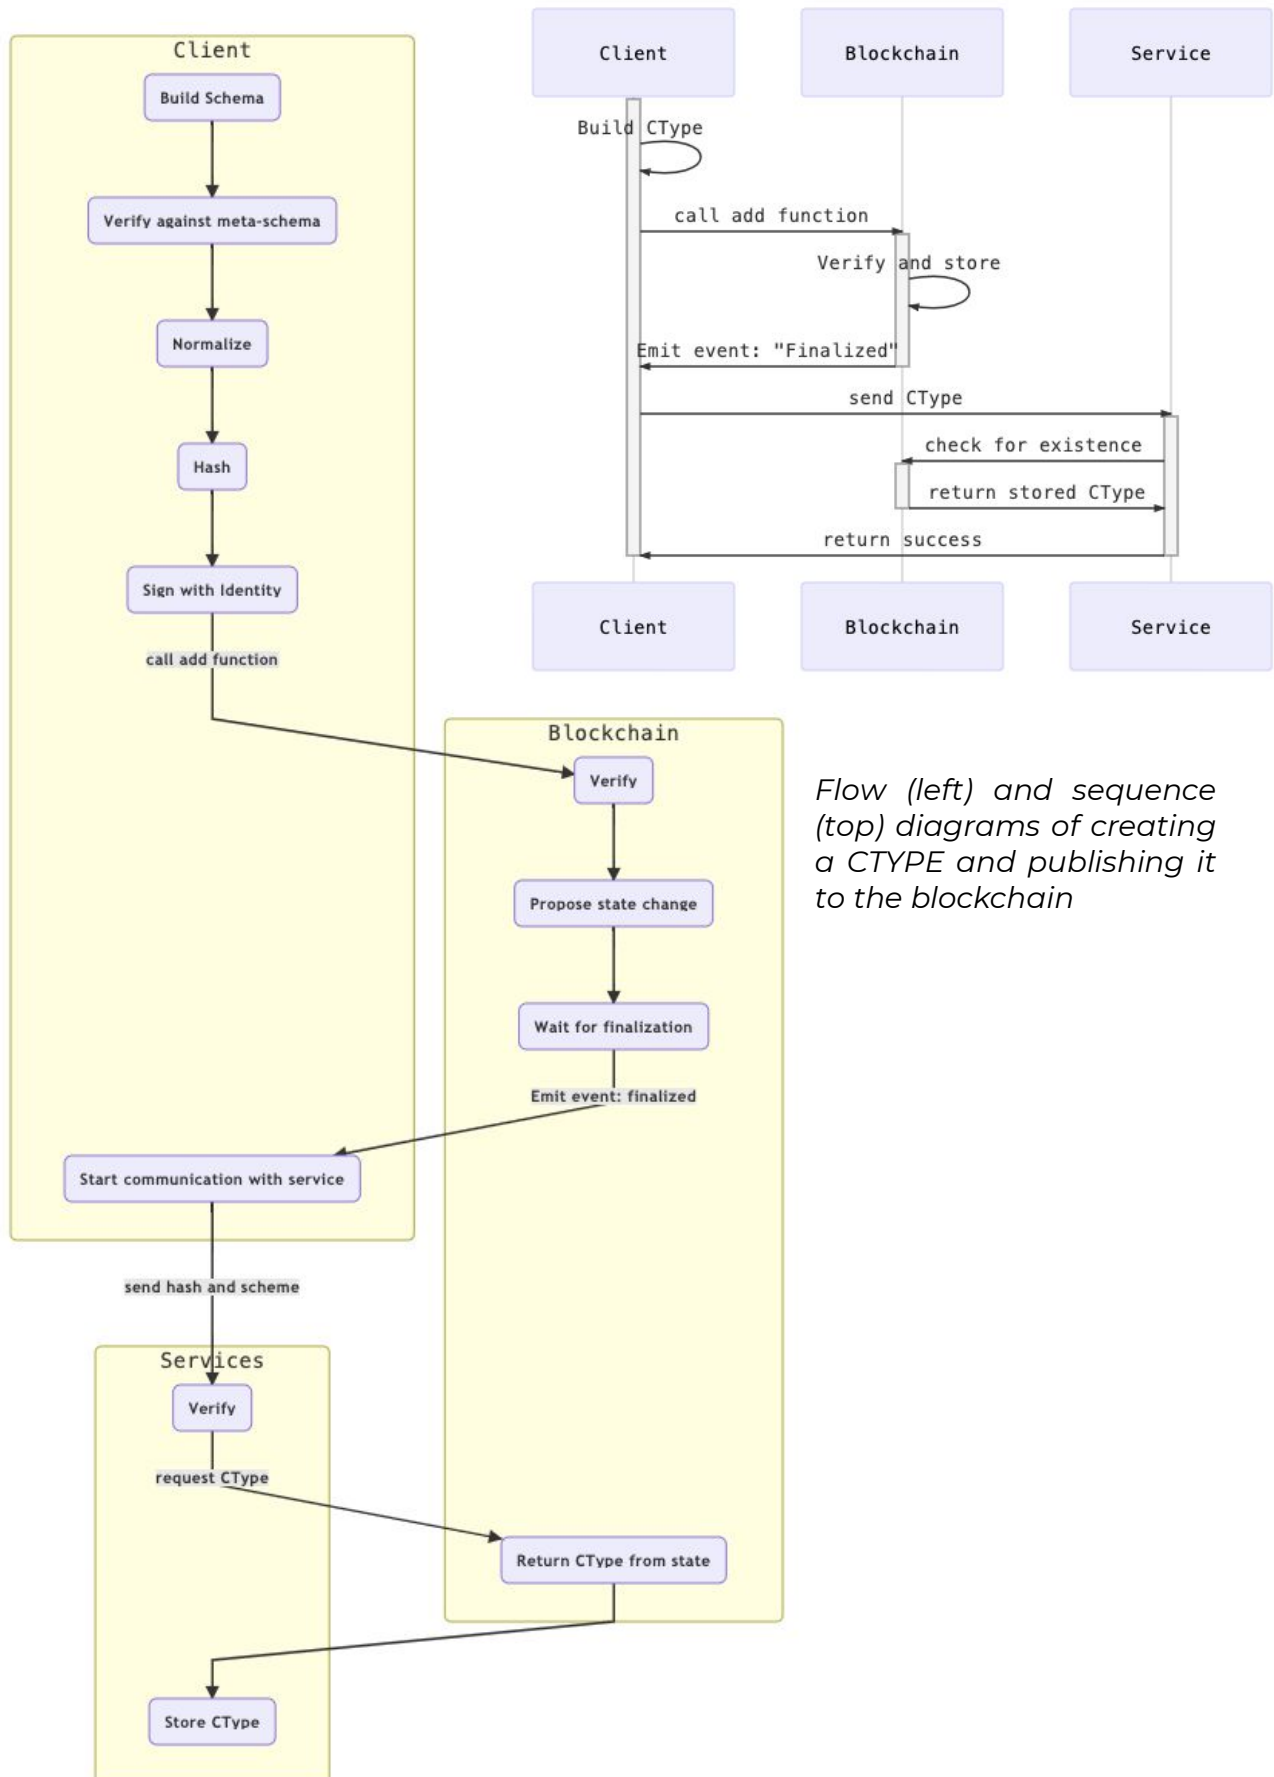 Client
Build Schema
Verify against meta-schema
Normalize
Hash
Sign with Identity
call add function
Blockchain
Verify
Propose state change
Wait for finalization
Emit event: finalized
Start communication with service
send hash and scheme
Services
Verify
request CType
Return CType from state
Store CType
Client
Blockchain
Service
Build CType
call add function
Verify and store
Emit event: "Finalized"
send CType
check for existence
return stored CType
return success
Client
Blockchain
Service
Flow (left) and sequence
(top) diagrams of creating
a CTYPE and publishing it
to the blockchain